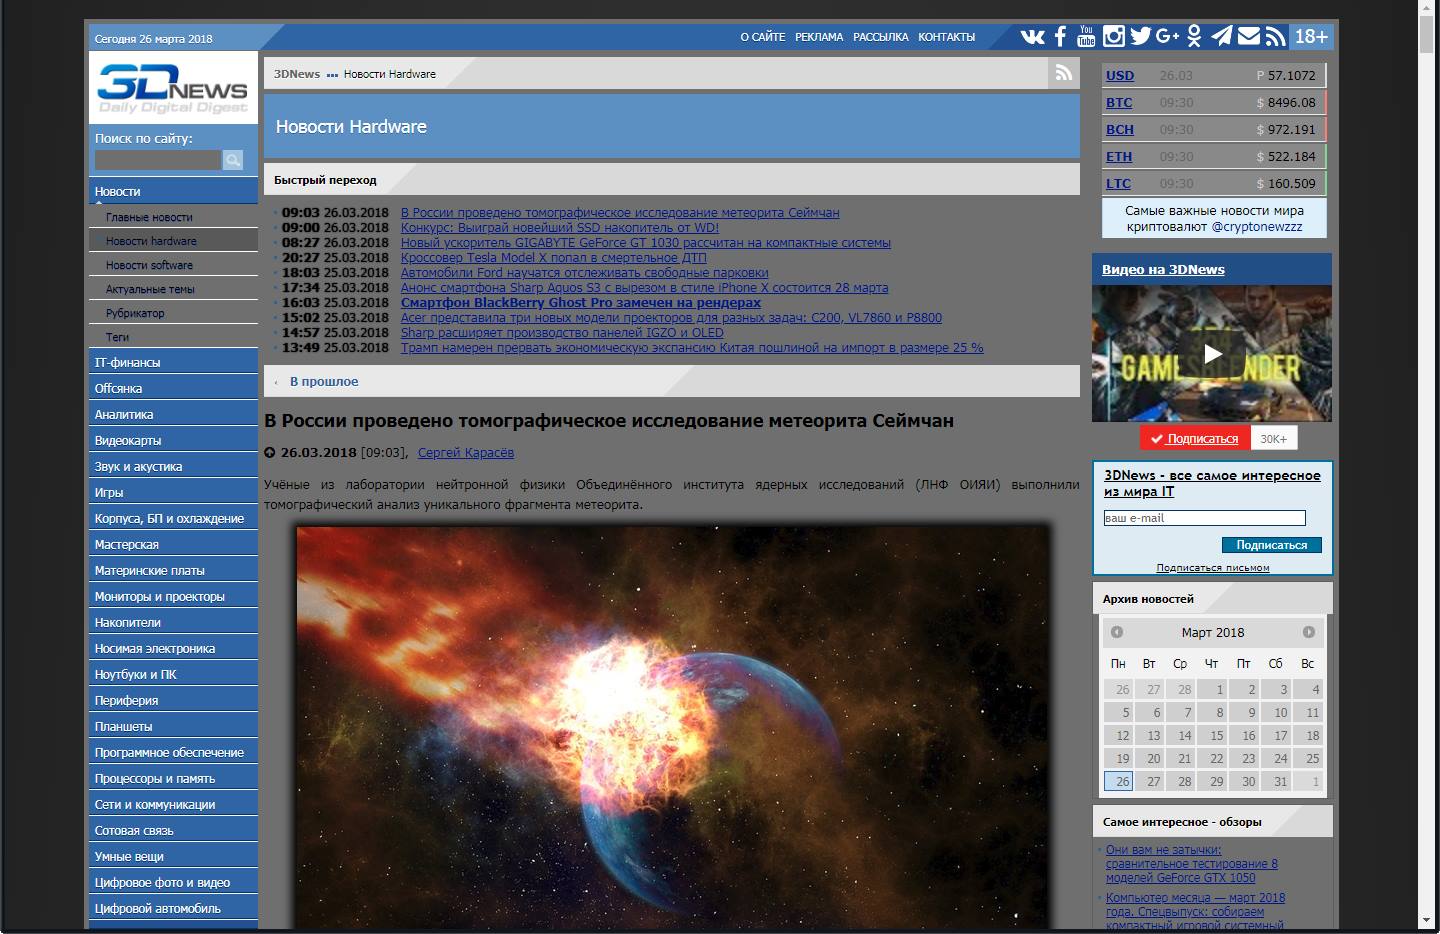 Сегодня 26 марта 2018
О САЙТЕ РЕКЛАМА РАССЫЛКА КОНТАКТЫ
You Tube
G+
18+
3DNEWS
Daily Digital Digest
Поиск по сайту:
Новости
Главные новости
Новости hardware
Новости software
Актуальные темы
Рубрикатор
Теги
IT-финансы
Offсянка
Аналитика
Видеокарты
Звук и акустика
Игры
Корпуса, БП и охлаждение
Мастерская
Материнские платы
Мониторы и проекторы
Накопители
Носимая электроника
Ноутбуки и ПК
Периферия
Планшеты
Программное обеспечение
Процессоры и память
Сети и коммуникации
Сотовая связь
Умные вещи
Цифровое фото и видео
Цифровой автомобиль
3DNews Новости Hardware
Новости Hardware
Быстрый переход
09:03 26.03.2018 В России проведено томографическое исследование метеорита Сеймчан
09:00 26.03.2018 Конкурс: Выиграй новейший SSD накопитель от WD!
08:27 26.03.2018 Новый ускоритель GIGABYTE GeForce GT 1030 рассчитан на компактные системы
20:27 25.03.2018 Кроссовер Tesla Model X попал в смертельное ДТП
18:03 25.03.2018 Автомобили Ford научатся отслеживать свободные парковки
17:34 25.03.2018 Анонс смартфона Sharp Aquos S3 с вырезом в стиле iPhone X состоится 28 марта
16:03 25.03.2018 Смартфон BlackBerry Ghost Pro замечен на рендерах
15:02 25.03.2018 Acer представила три новых модели проекторов для разных задач: C200, VL7860 и P8800
14:57 25.03.2018 Sharp расширяет производство панелей IGZO и OLED
13:49 25.03.2018 Трамп намерен прервать экономическую экспансию Китая пошлиной на импорт в размере 25 %
‹ В прошлое
В России проведено томографическое исследование метеорита Сеймчан
26.03.2018 [09:03], Сергей Карасёв
Учёные из лаборатории нейтронной физики Объединённого института ядерных исследований (ЛНФ ОИЯИ) выполнили
томографический анализ уникального фрагмента метеорита.
USD 26.03 Р 57.1072
BTC 09:30 $ 8496.08
BCH 09:30 $ 972.191
ETH 09:30 $ 522.184
LTC 09:30 $ 160.509
Самые важные новости мира
криптовалют @cryptonewzzz
Видео на 3DNews
GAMESBLENDER
Подписаться 30K+
3DNews - все самое интересное
из мира IT
ваш e-mail
Подписаться
Подписаться письмом
Архив новостей
Март 2018
Пн Вт Ср Чт Пт Сб Вс
26 27 28 1 2 3 4
5 6 7 8 9 10 11
12 13 14 15 16 17 18
19 20 21 22 23 24 25
26 27 28 29 30 31 1
Самое интересное - обзоры
Они вам не затычки:
сравнительное тестирование 8
моделей GeForce GTX 1050
Компьютер месяца — март 2018
года. Спецвыпуск: собираем
компактный игровой системный